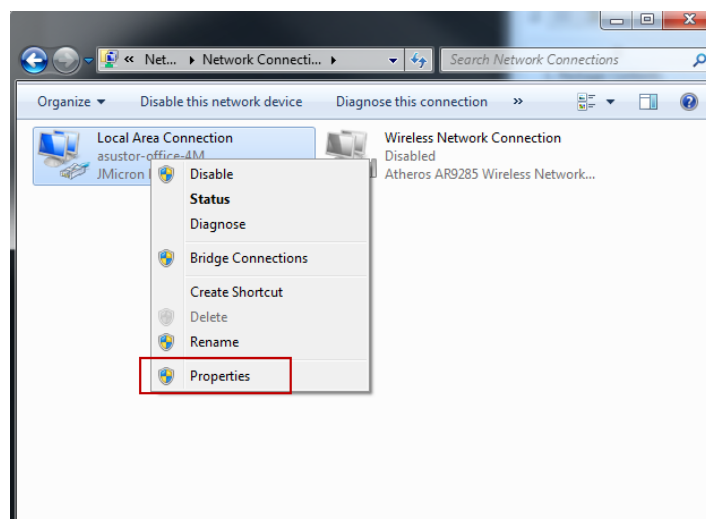 « Net... Network Connecti...
Search Network Connections
Organize Disable this network device Diagnose this connection »
Local Area Connection
asustor-office-4M
JMicron
Wireless Network Connection
Disabled
Atheros AR9285 Wireless Network...
Disable
Status
Diagnose
Bridge Connections
Create Shortcut
Delete
Rename
Properties